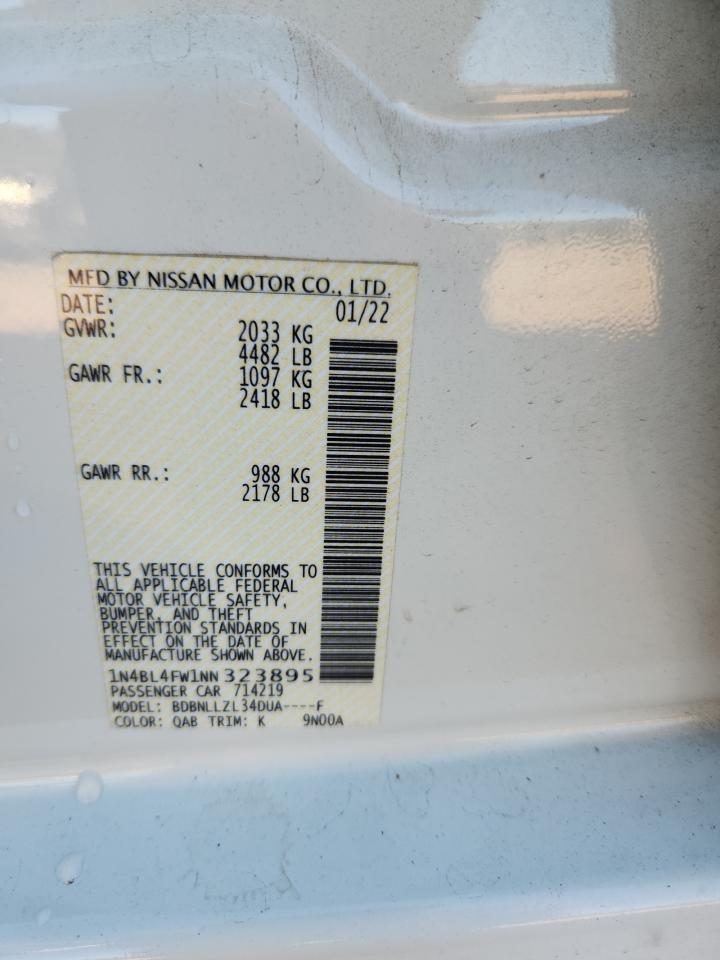 MFD BY NISSAN MOTOR CO., LTD.
DATE: 01/22
GVWR: 2033 KG
4482 LB
GAWR FR.: 1097 KG
2418 LB
GAWR RR.: 988 KG
2178 LB
THIS VEHICLE CONFORMS TO
ALL APPLICABLE FEDERAL
MOTOR VEHICLE SAFETY,
BUMPER, AND THEFT
PREVENTION STANDARDS IN
EFFECT ON THE DATE OF
MANUFACTURE SHOWN ABOVE.
1N4BL4FW1NN323895
PASSENGER CAR 714219
MODEL: BDBNLLZL34DUA----F
COLOR: QAB TRIM: K 9N00A